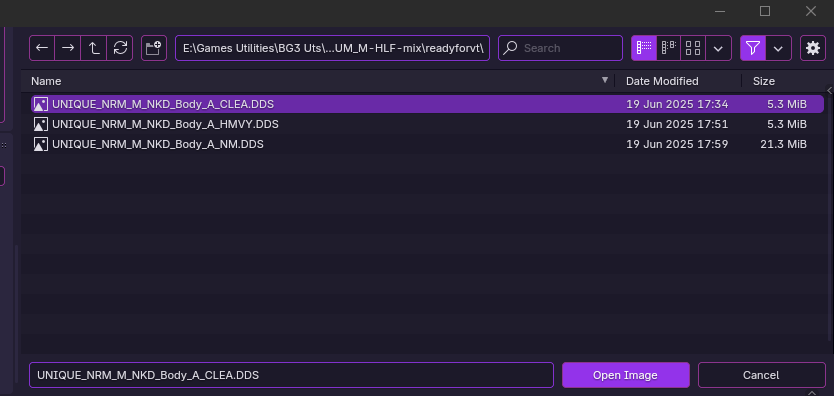 E:\Games Utilities\BG3 Uts\...UM_M-HLF-mix\readyforvt\
Search
Name Date Modified Size
UNIQUE_NRM_M_NKD_Body_A_CLEA.DDS 19 Jun 2025 17:34 5.3 MiB
UNIQUE_NRM_M_NKD_Body_A_HMVY.DDS 19 Jun 2025 17:51 5.3 MiB
UNIQUE_NRM_M_NKD_Body_A_NM.DDS 19 Jun 2025 17:59 21.3 MiB
UNIQUE_NRM_M_NKD_Body_A_CLEA.DDS Open Image Cancel